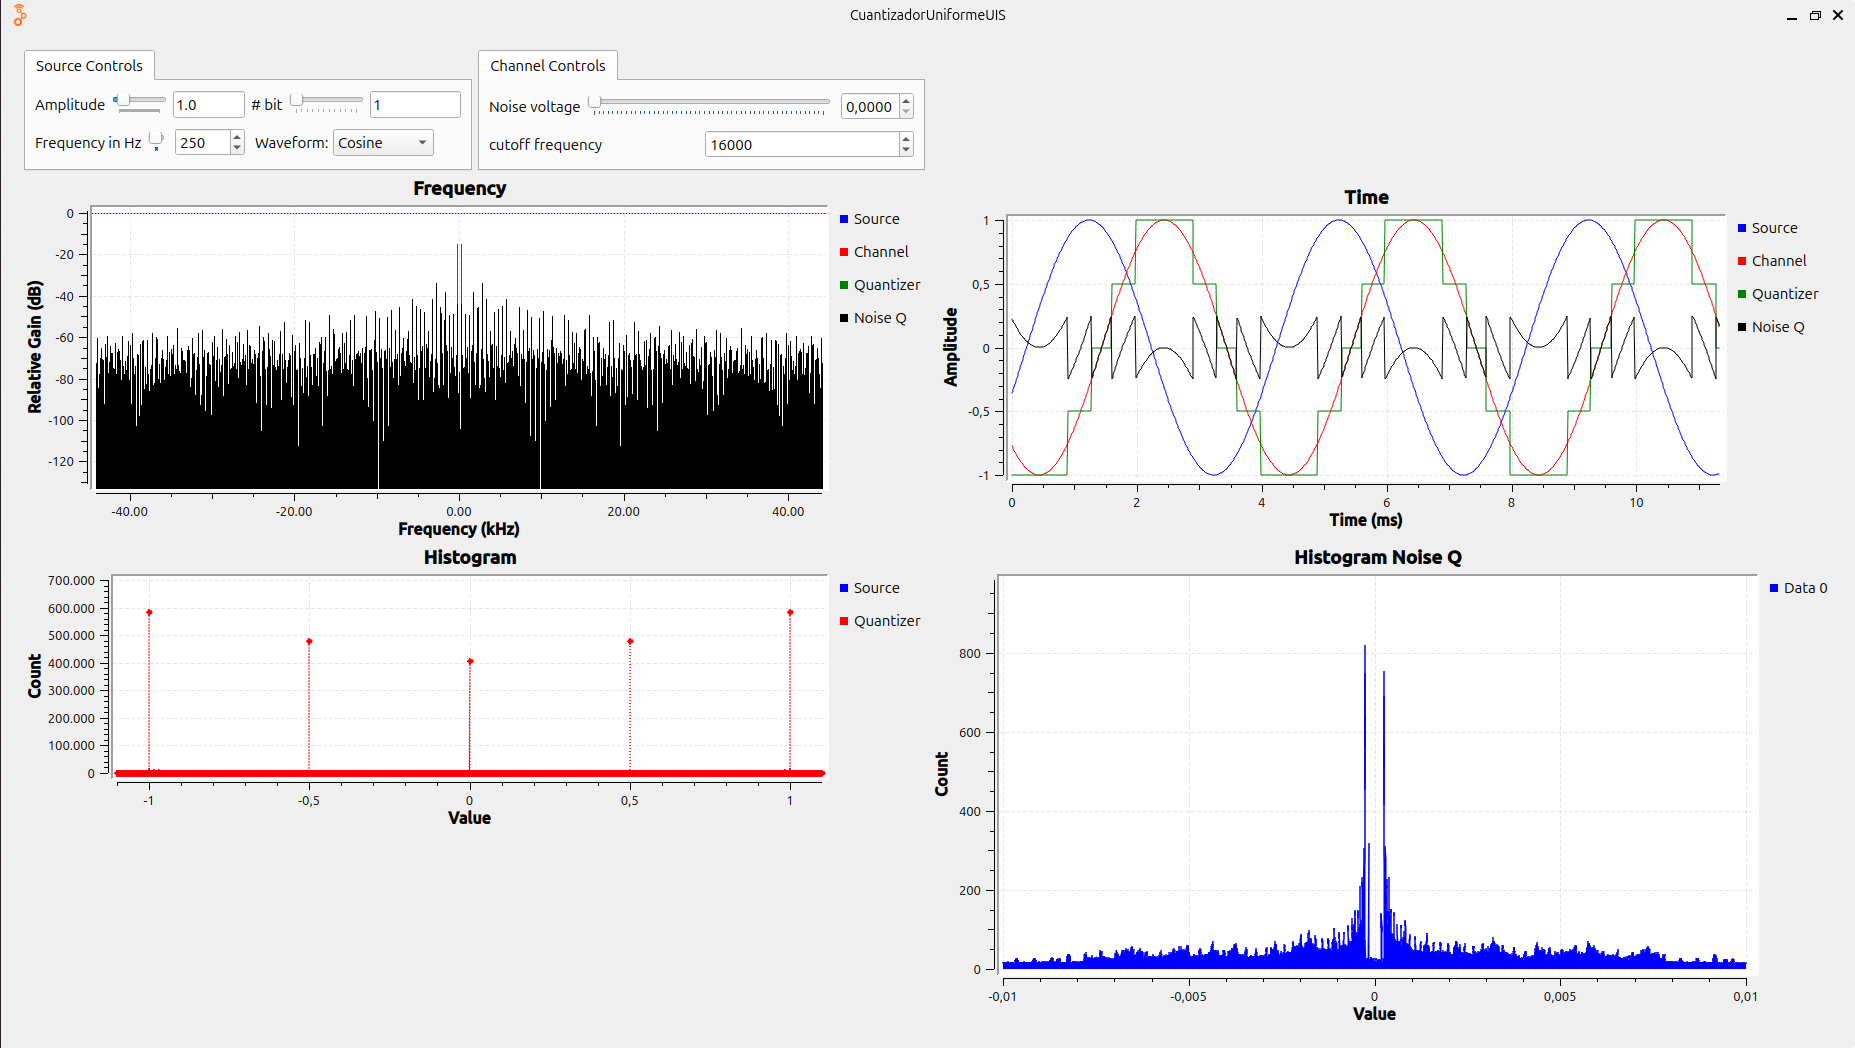 CuantizadorUniformeUIS
Source Controls
Channel Controls
Amplitude 1.0 # bit 1
Noise voltage 0,0000
Frequency in Hz 250 Waveform: Cosine
cutoff frequency 16000
Frequency
Relative Gain (dB)
0
-20
-40
-60
-80
-100
-120
-40.00 -20.00 0.00 20.00 40.00
Frequency (kHz)
Source
Channel
Quantizer
Noise Q
Time
Amplitude
1
0,5
0
-0,5
-1
0 2 4 6 8 10
Time (ms)
Source
Channel
Quantizer
Noise Q
Histogram
Count
700.000
600.000
500.000
400.000
300.000
200.000
100.000
0
-1 -0,5 0 0,5 1
Value
Source
Quantizer
Histogram Noise Q
Count
800
600
400
200
0
-0,01 -0,005 0 0,005 0,01
Value
Data 0